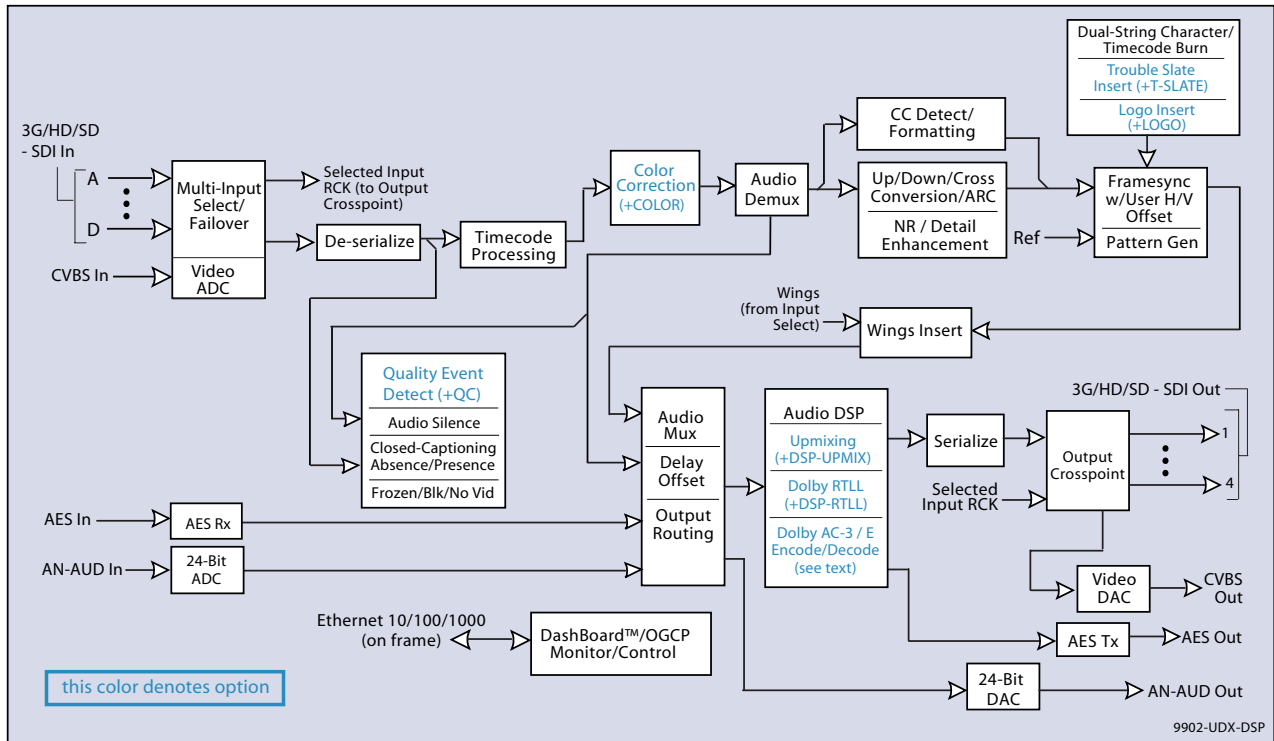 Dual-String Character/
Timecode Burn
Trouble Slate
Insert (+T-SLATE)
Logo Insert
(+LOGO)
3G/HD/SD
- SDI In
A
D
CVBS In
Multi-Input
Select/
Failover
Video
ADC
Selected Input
RCK (to Output
Crosspoint)
De-serialize
Timecode
Processing
Color
Correction
(+COLOR)
Audio
Demux
CC Detect/
Formatting
Up/Down/Cross
Conversion/ARC
NR / Detail
Enhancement
Ref
Framesync
w/User H/V
Offset
Pattern Gen
Wings
(from Input
Select)
Wings Insert
Quality Event
Detect (+QC)
Audio Silence
Closed-Captioning
Absence/Presence
Frozen/Blk/No Vid
Audio
Mux
Delay
Offset
Output
Routing
Audio DSP
Upmixing
(+DSP-UPMIX)
Dolby RTLL
(+DSP-RTLL)
Dolby AC-3 / E
Encode/Decode
(see text)
Serialize
Selected
Input RCK
Output
Crosspoint
3G/HD/SD - SDI Out
1
4
AES In
AES Rx
AN-AUD In
24-Bit
ADC
Video
DAC
CVBS
Out
AES Tx
AES Out
24-Bit
DAC
AN-AUD Out
Ethernet 10/100/1000
(on frame)
DashBoard™/OGCP
Monitor/Control
this color denotes option
9902-UDX-DSP